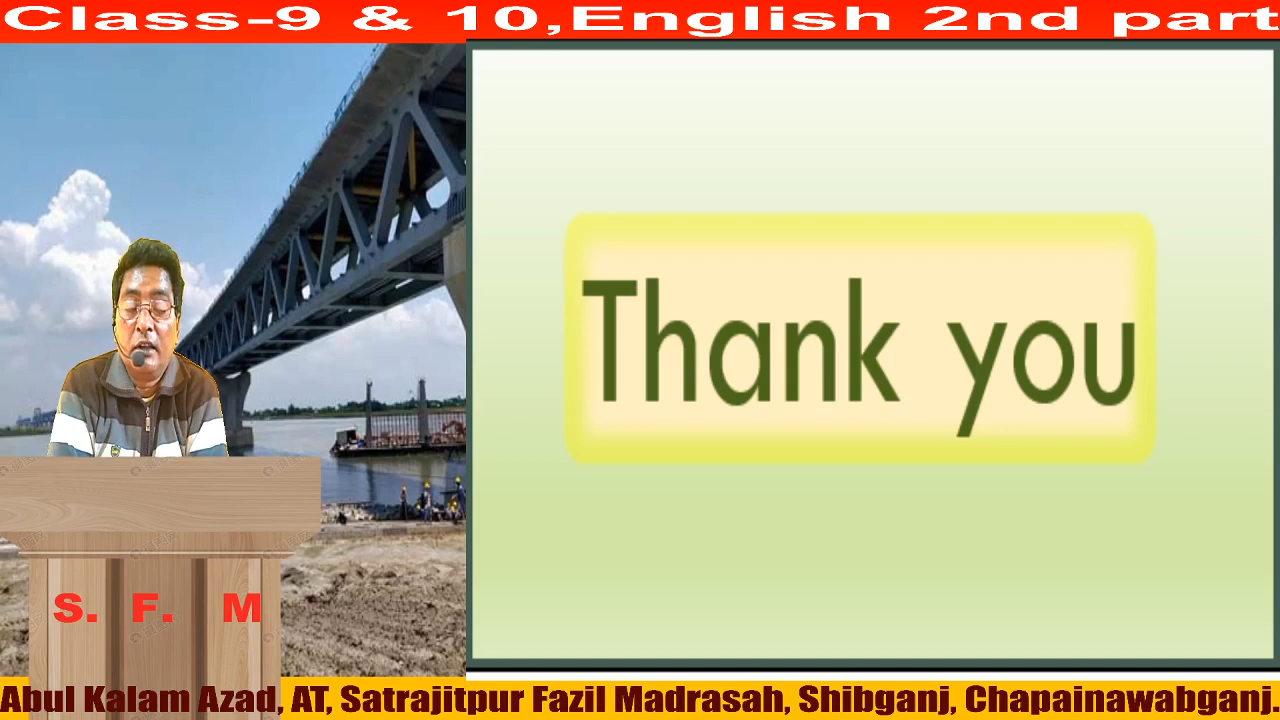 Class-9 & 10,English 2nd part
Thank you
S. F. M
Abul Kalam Azad, AT, Satrajitpur Fazil Madrasah, Shibganj, Chapainawabganj.